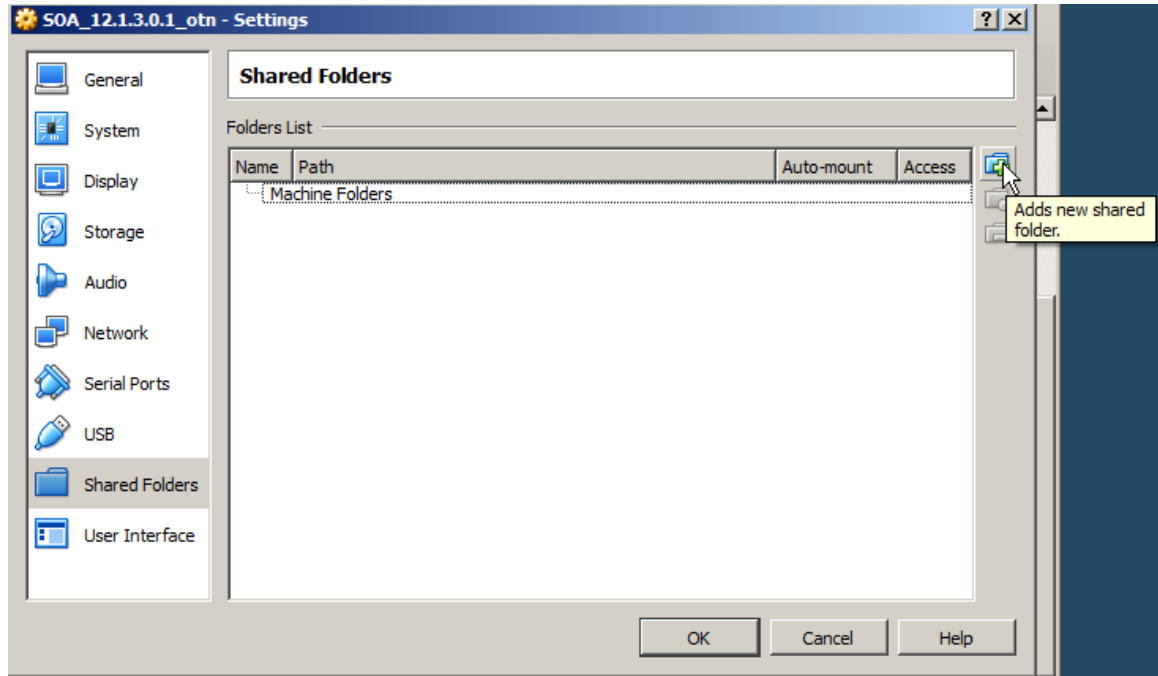 SOA_12.1.3.0.1_otn - Settings
General
System
Display
Storage
Audio
Network
Serial Ports
USB
Shared Folders
User Interface
Shared Folders
Folders List
Name Path Auto-mount Access
Machine Folders
Adds new shared
folder.
OK Cancel Help